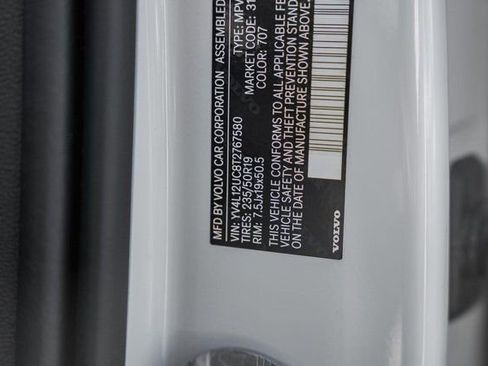 MFD BY VOLVO CAR CORPORATION ASSEMBLED
VIN: YV4L12UC8T2767580 TYPE: MPV
TIRES: 235/50R19 MARKET CODE: 31
RIM: 7.5Jx19x50.5 COLOR: 707
THIS VEHICLE CONFORMS TO ALL APPLICABLE FE
VEHICLE SAFETY AND THEFT PREVENTION STAND
ON THE DATE OF MANUFACTURE SHOWN ABOVE.
VOLVO